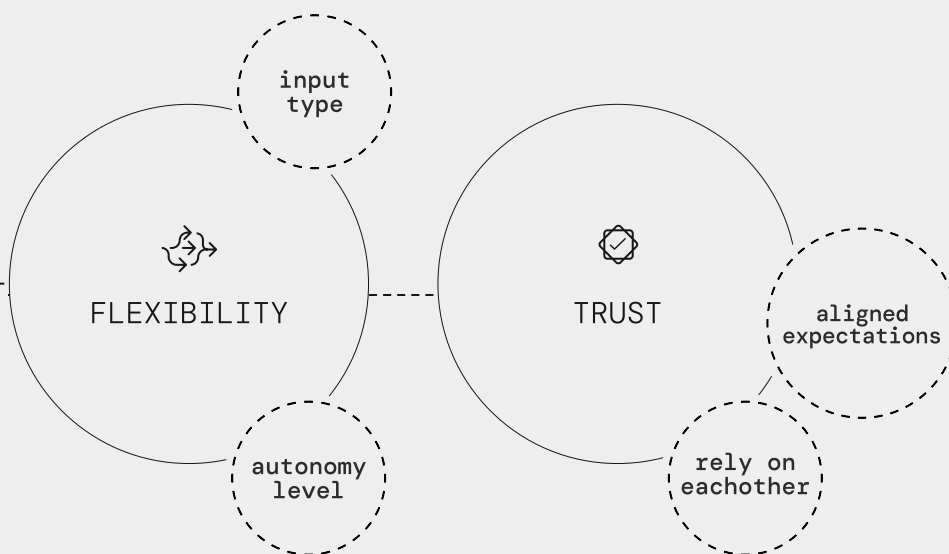 input
type
FLEXIBILITY
autonomy
level
TRUST
aligned
expectations
rely on
eachother